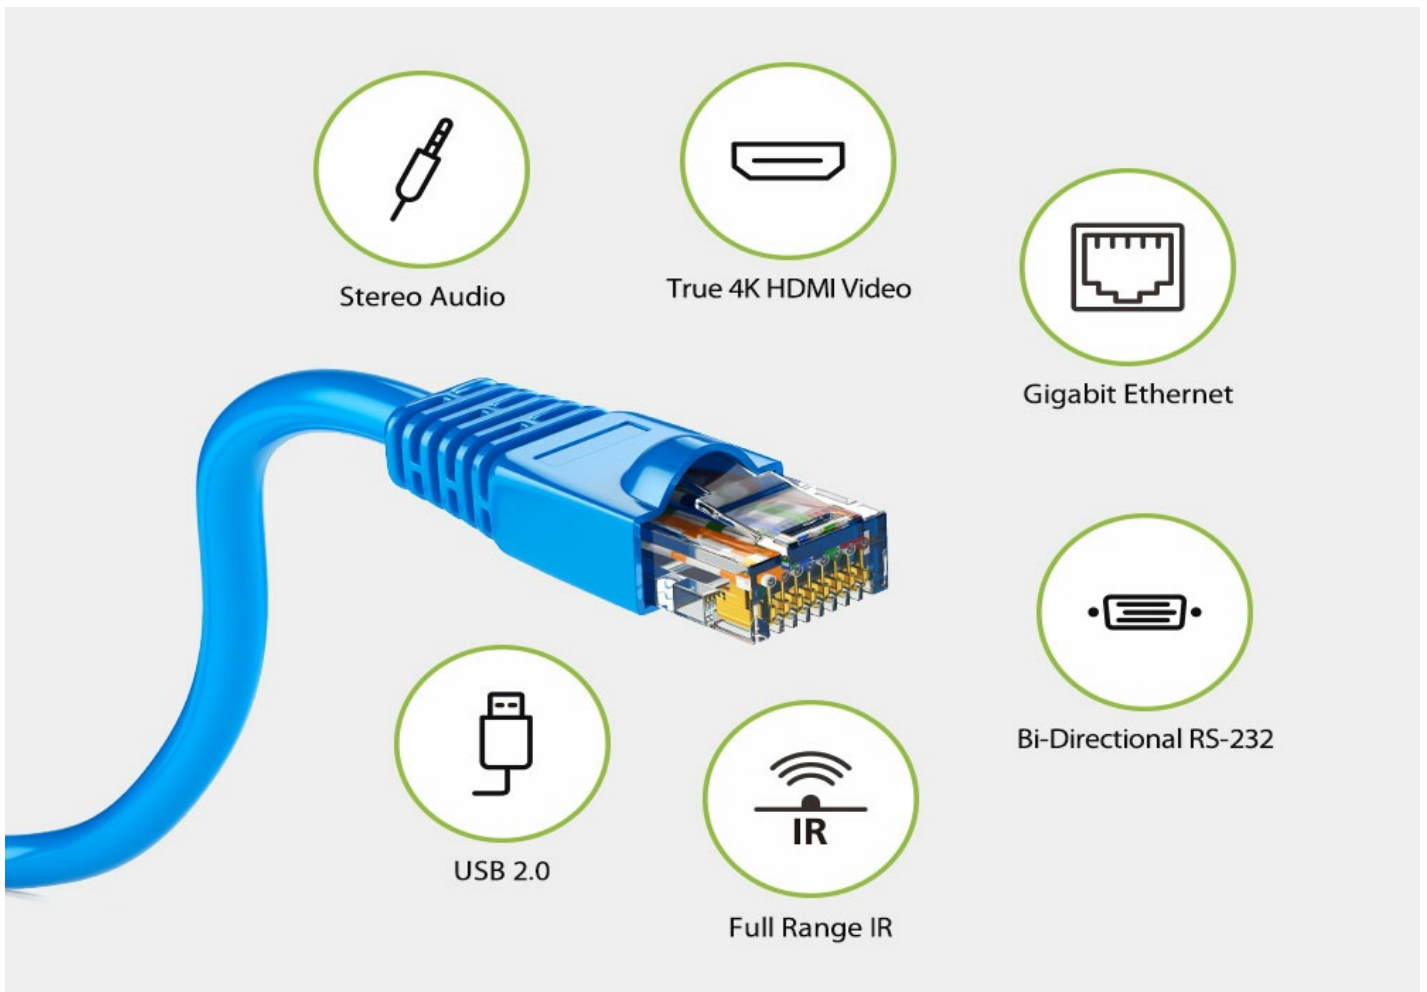 Stereo Audio
True 4K HDMI Video
Gigabit Ethernet
Bi-Directional RS-232
USB 2.0
IR
Full Range IR